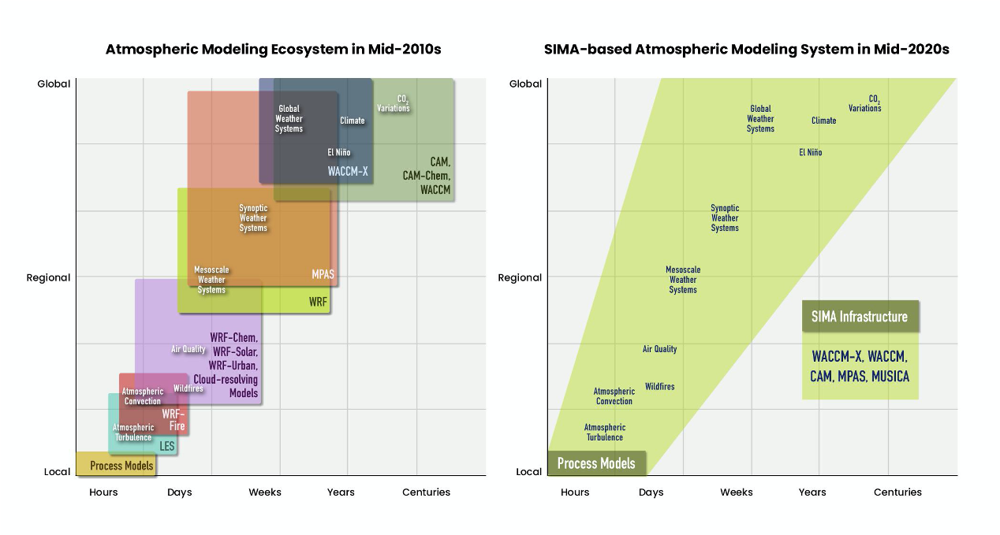 Atmospheric Modeling Ecosystem in Mid-2010s
Global
Regional
Local
Hours
Days
Weeks
Years
Centuries
CO2
Variations
Global
Weather
Systems
Climate
El Niño
WACCM-X
CAM,
CAM-Chem,
WACCM
Synoptic
Weather
Systems
Mesoscale
Weather
Systems
MPAS
WRF
WRF-Chem,
WRF-Solar,
WRF-Urban,
Cloud-resolving
Models
Air Quality
Wildfires
Atmospheric
Convection
WRF-
Fire
Atmospheric
Turbulence
LES
Process Models
SIMA-based Atmospheric Modeling System in Mid-2020s
Global
Regional
Local
Hours
Days
Weeks
Years
Centuries
CO2
Variations
Global
Weather
Systems
Climate
El Niño
Synoptic
Weather
Systems
Mesoscale
Weather
Systems
SIMA Infrastructure
WACCM-X, WACCM,
CAM, MPAS, MUSICA
Air Quality
Wildfires
Atmospheric
Convection
Atmospheric
Turbulence
Process Models